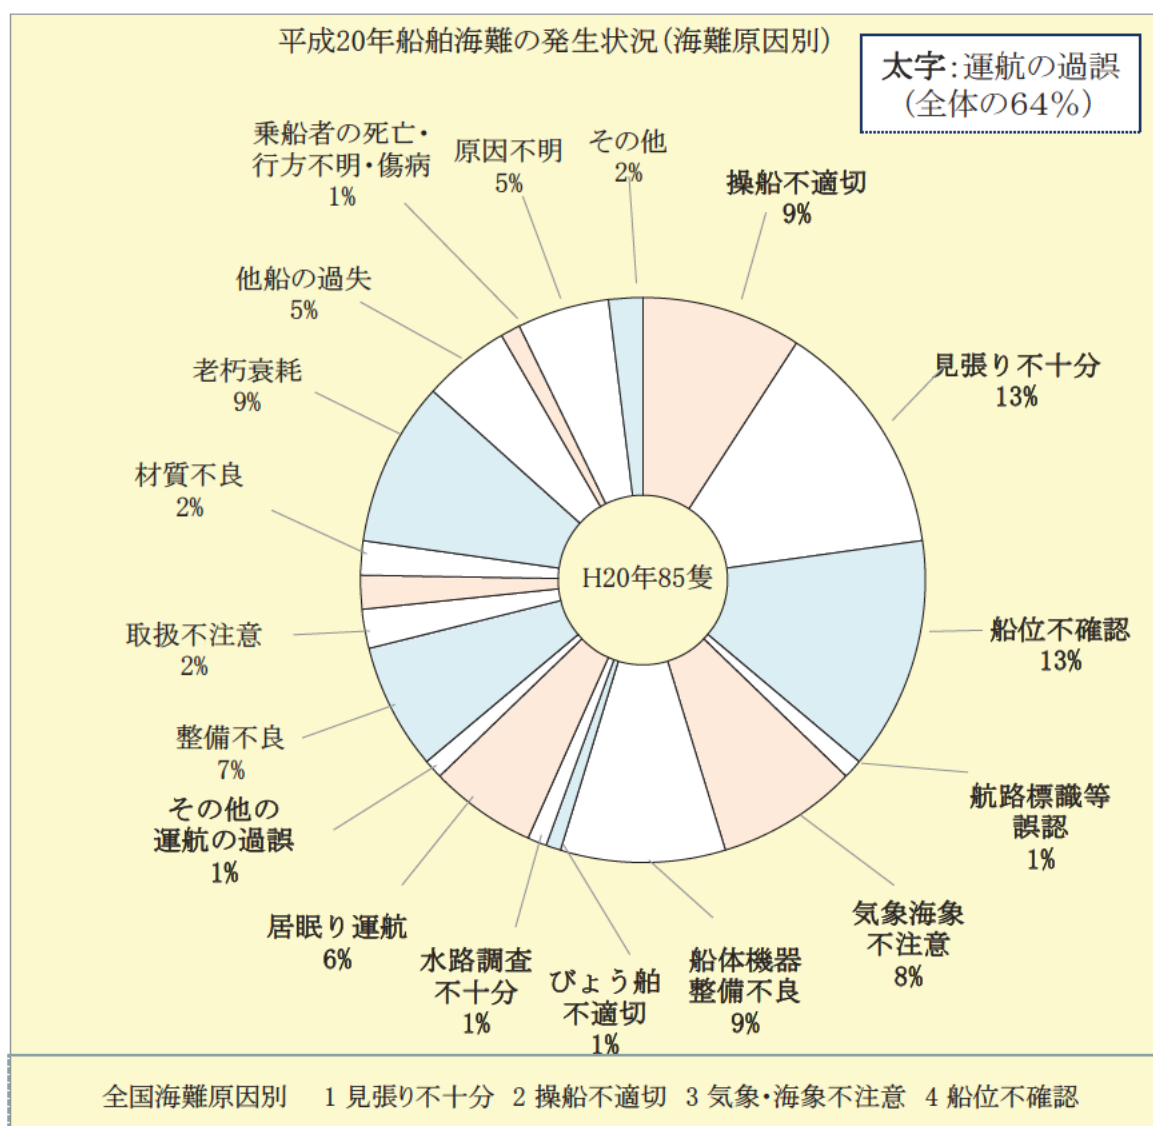 平成20年船舶海難の発生状況(海難原因別)
太字:運航の過誤
(全体の64%)
乗船者の死亡・
行方不明・傷病
1%
原因不明
5%
その他
2%
操船不適切
9%
見張り不十分
13%
船位不確認
13%
航路標識等
誤認
1%
気象海象
不注意
8%
船体機器
整備不良
9%
びょう舶
不適切
1%
水路調査
不十分
1%
居眠り運航
6%
その他の
運航の過誤
1%
整備不良
7%
取扱不注意
2%
材質不良
2%
老朽衰耗
9%
他船の過失
5%
H20年85隻
全国海難原因別 1 見張り不十分 2 操船不適切 3 気象・海象不注意 4 船位不確認